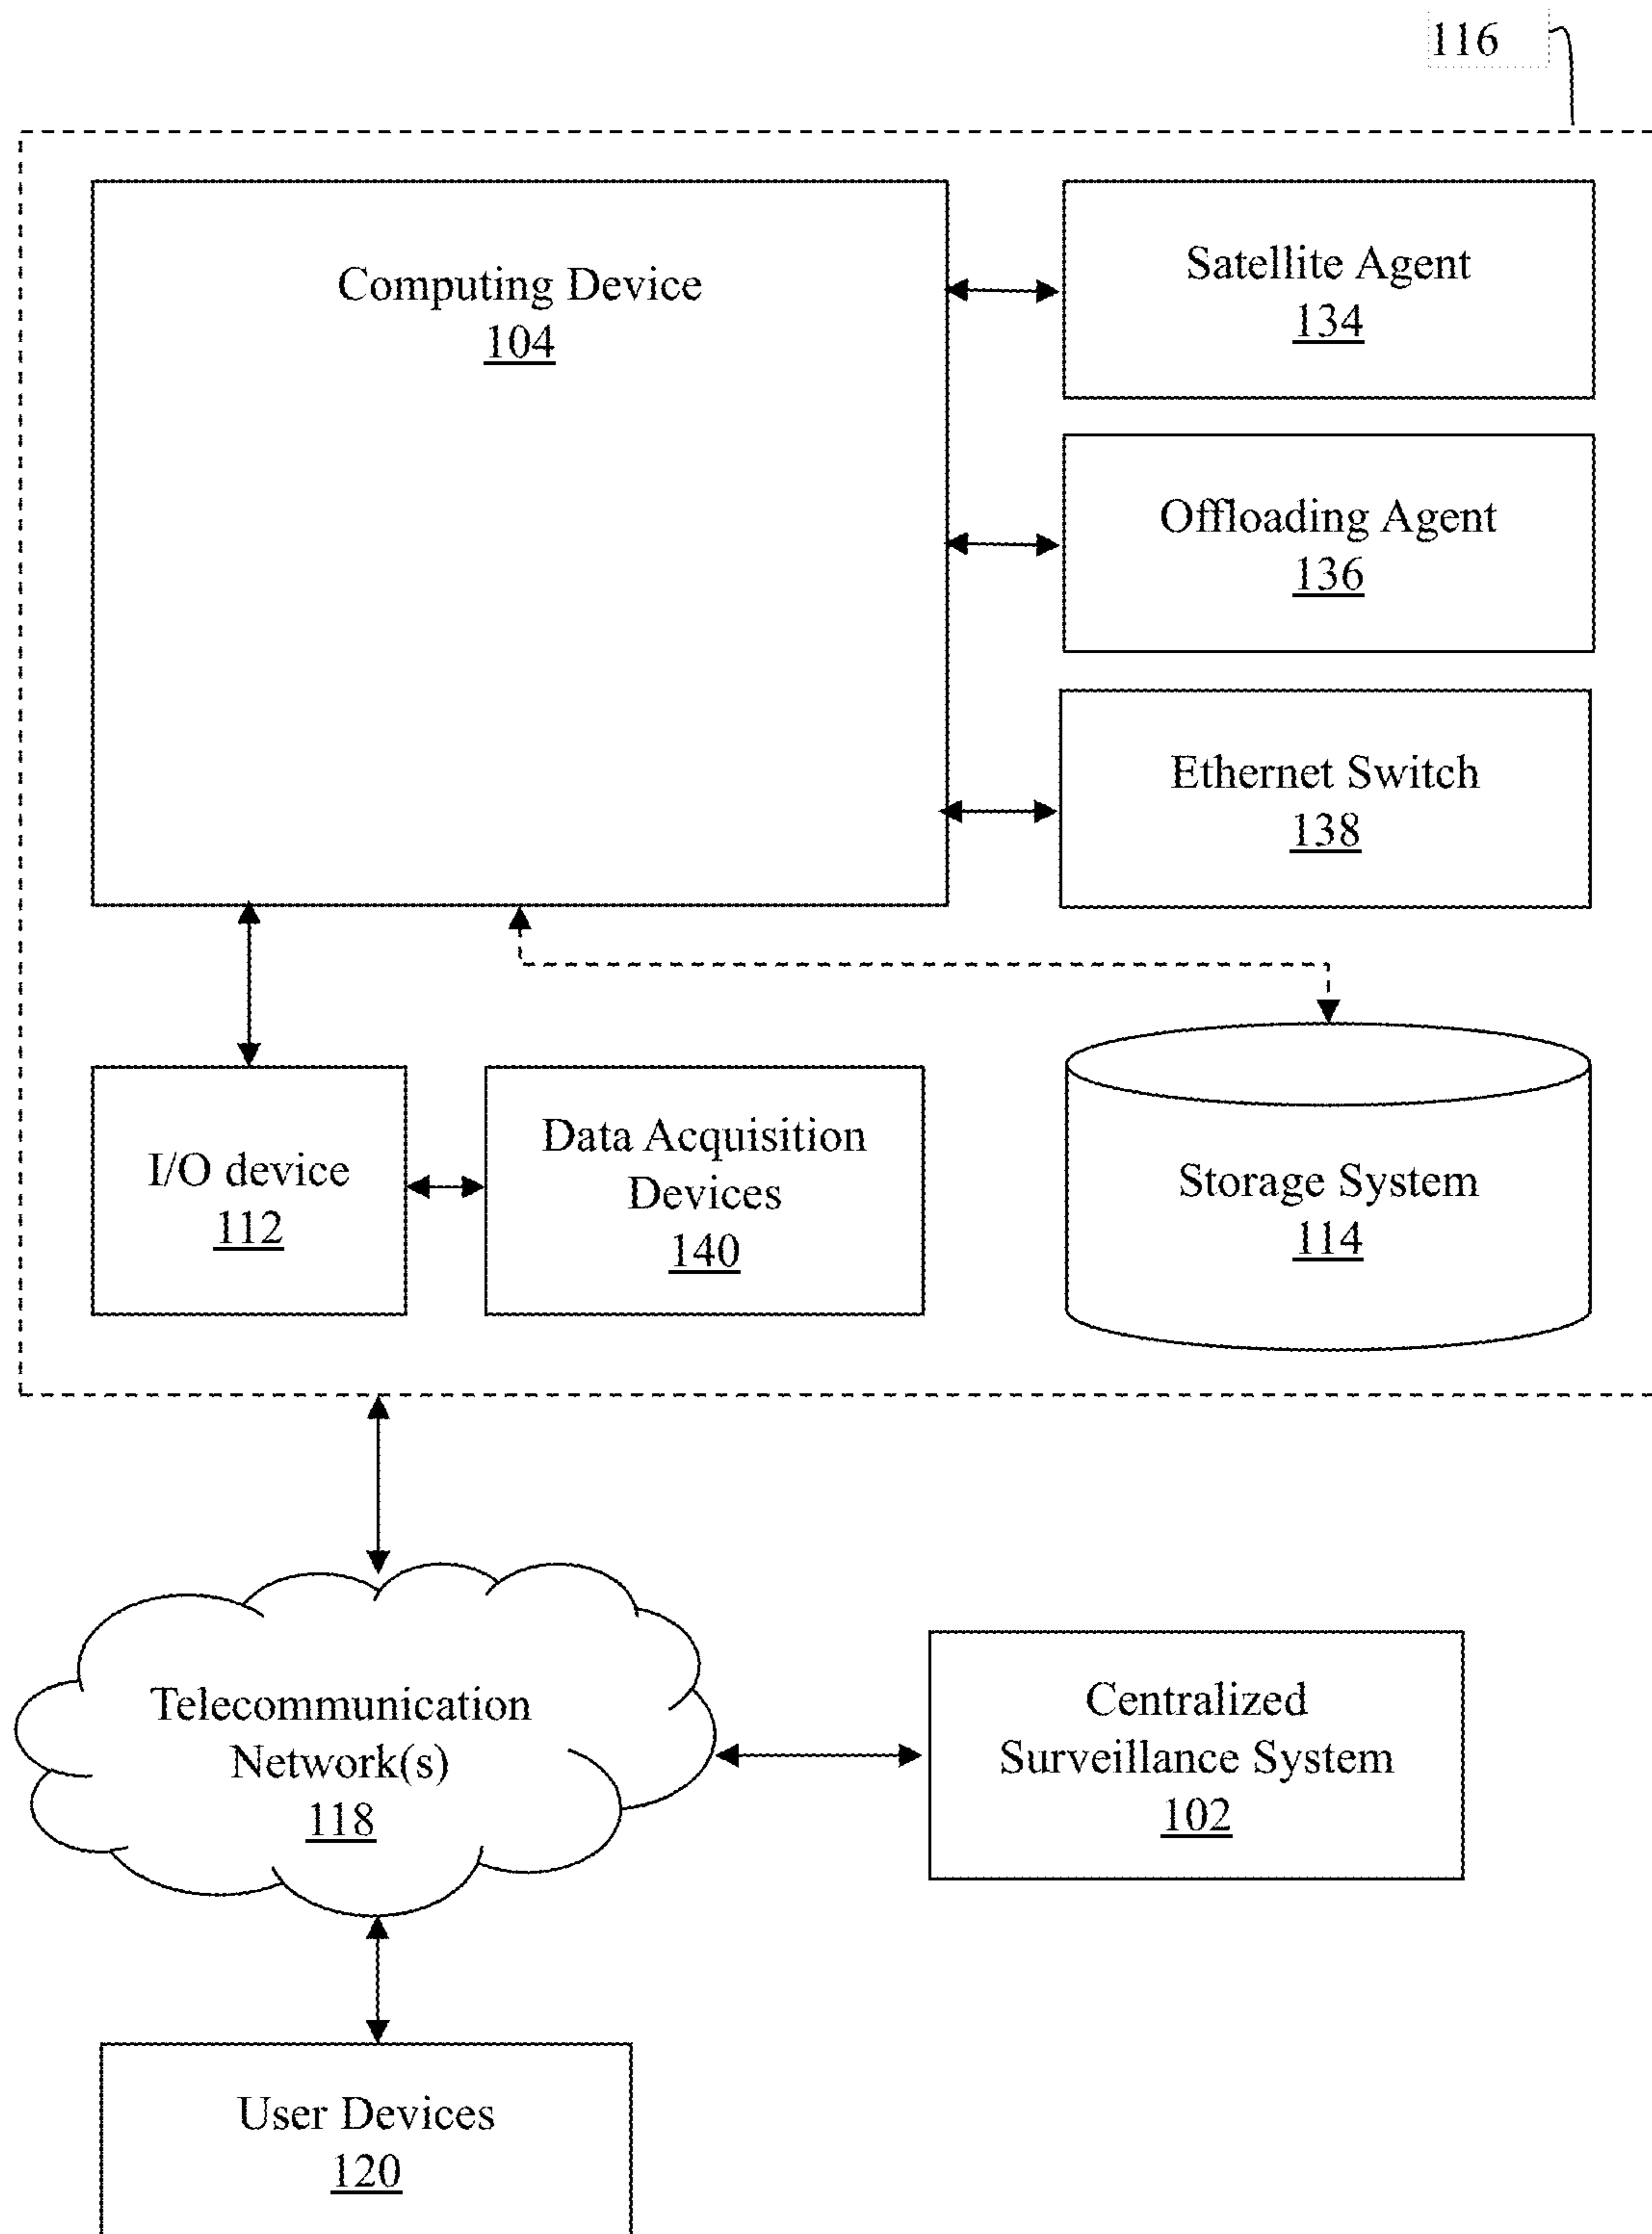 116
Computing Device
104
Satellite Agent
134
Offloading Agent
136
Ethernet Switch
138
I/O device
112
Data Acquisition
Devices
140
Storage System
114
Telecommunication
Network(s)
118
Centralized
Surveillance System
102
User Devices
120